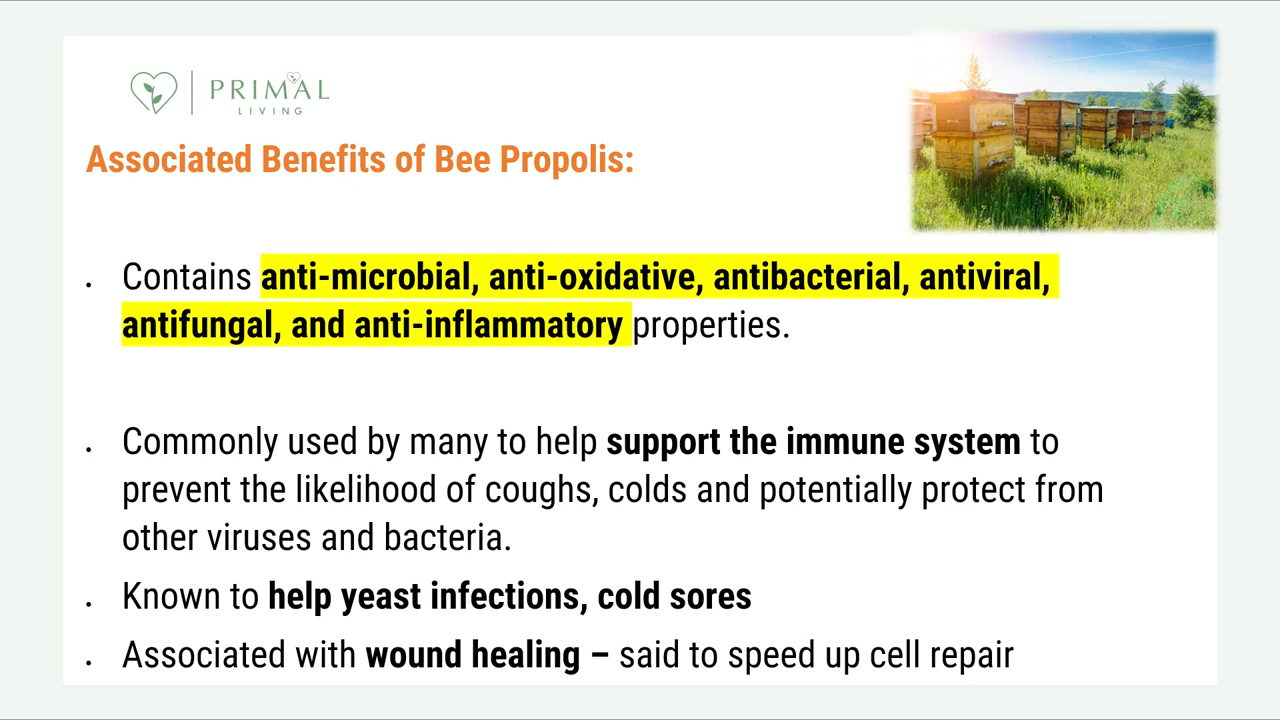 PRIMAL
LIVING
Associated Benefits of Bee Propolis:
• Contains anti-microbial, anti-oxidative, antibacterial, antiviral,
antifungal, and anti-inflammatory properties.
• Commonly used by many to help support the immune system to
prevent the likelihood of coughs, colds and potentially protect from
other viruses and bacteria.
• Known to help yeast infections, cold sores
• Associated with wound healing – said to speed up cell repair